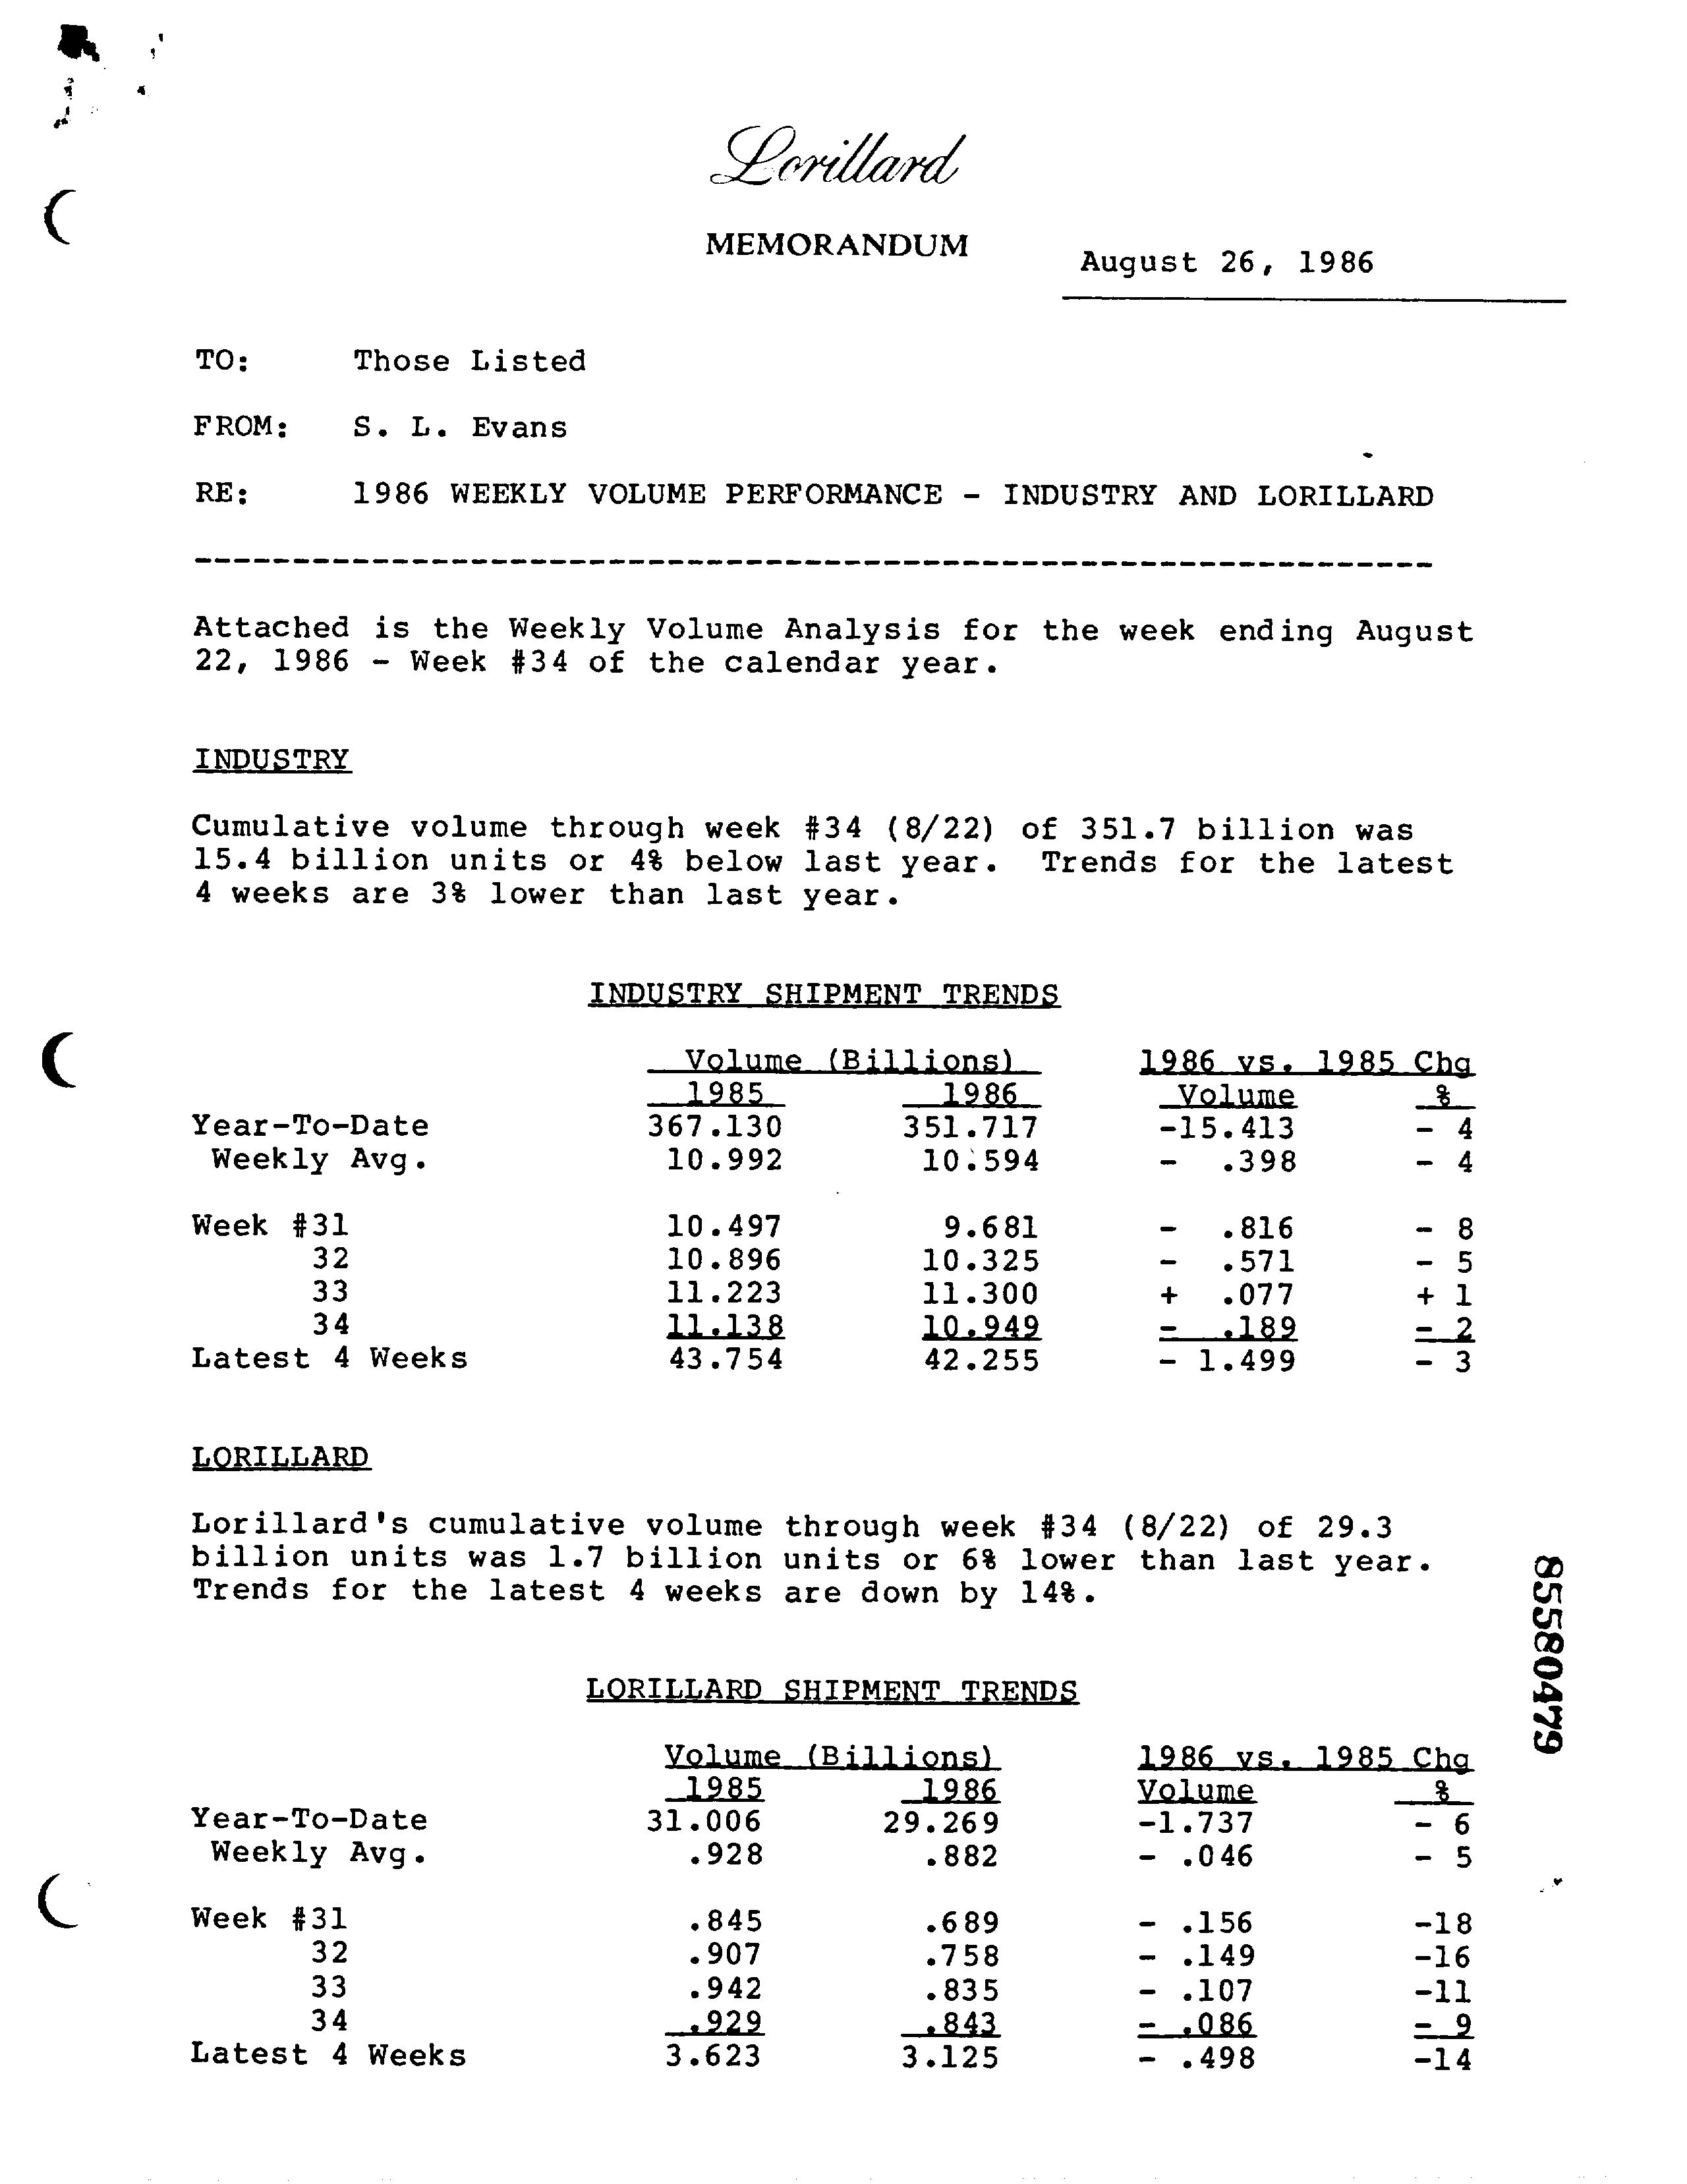 Lorillard
MEMORANDUM
August 26, 1986
TO: Those Listed
FROM: S. L. Evans
RE: 1986 WEEKLY VOLUME PERFORMANCE - INDUSTRY AND LORILLARD
----------------------------------------------------------------
Attached is the Weekly Volume Analysis for the week ending August
22, 1986 - Week #34 of the calendar year.
INDUSTRY
Cumulative volume through week #34 (8/22) of 351.7 billion was
15.4 billion units or 4% below last year. Trends for the latest
4 weeks are 3% lower than last year.
INDUSTRY SHIPMENT TRENDS
Volume (Billions) 1986 vs. 1985 Chg
1985 1986 Volume %
Year-To-Date 367.130 351.717 -15.413 - 4
Weekly Avg. 10.992 10.594 - .398 - 4
Week #31 10.497 9.681 - .816 - 8
32 10.896 10.325 - .571 - 5
33 11.223 11.300 + .077 + 1
34 11.138 10.949 - .189 - 2
Latest 4 Weeks 43.754 42.255 - 1.499 - 3
LORILLARD
Lorillard's cumulative volume through week #34 (8/22) of 29.3
billion units was 1.7 billion units or 6% lower than last year.
Trends for the latest 4 weeks are down by 14%.
LORILLARD SHIPMENT TRENDS
Volume (Billions) 1986 vs. 1985 Chg
1985 1986 Volume %
Year-To-Date 31.006 29.269 -1.737 - 6
Weekly Avg. .928 .882 - .046 - 5
Week #31 .845 .689 - .156 -18
32 .907 .758 - .149 -16
33 .942 .835 - .107 -11
34 .929 .843 - .086 - 9
Latest 4 Weeks 3.623 3.125 - .498 -14
85580479